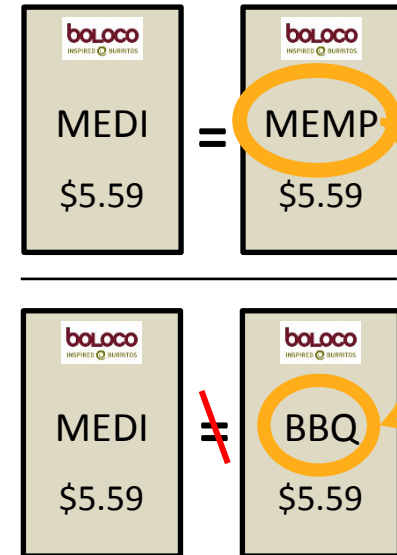 boloco boloco
INSPIRED BURRITOS INSPIRED BURRITOS
MEDI = MEMP
$5.59 $5.59
boloco boloco
INSPIRED BURRITOS INSPIRED BURRITOS
MEDI = BBQ
$5.59 $5.59